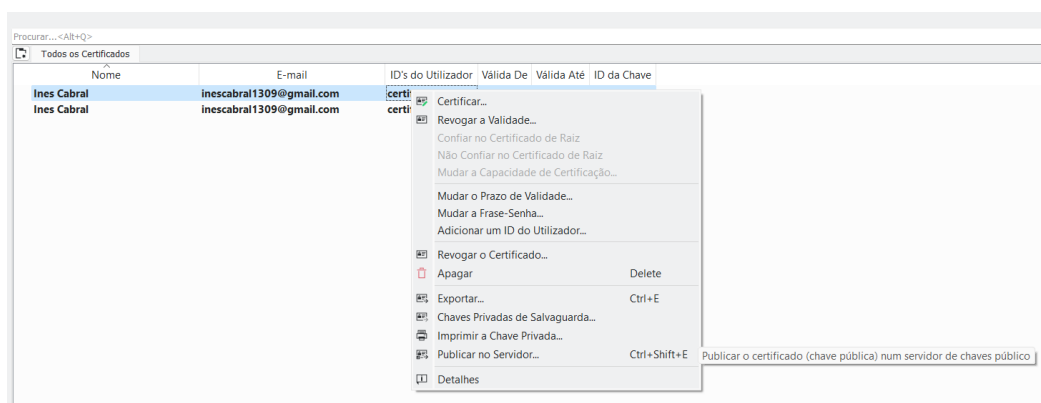 Procurar...<Alt+Q>
Todos os Certificados
Nome E-mail ID's do Utilizador Válida De Válida Até ID da Chave
Ines Cabral inescabral1309@gmail.com
Ines Cabral inescabral1309@gmail.com
Certificar...
Revogar a Validade...
Confiar no Certificado de Raiz
Não Confiar no Certificado de Raiz
Mudar a Capacidade de Certificação...
Mudar o Prazo de Validade...
Mudar a Frase-Senha...
Adicionar um ID do Utilizador...
Revogar o Certificado...
Apagar Delete
Exportar... Ctrl+E
Chaves Privadas de Salvaguarda...
Imprimir a Chave Privada...
Publicar no Servidor... Ctrl+Shift+E Publicar o certificado (chave pública) num servidor de chaves público
Detalhes